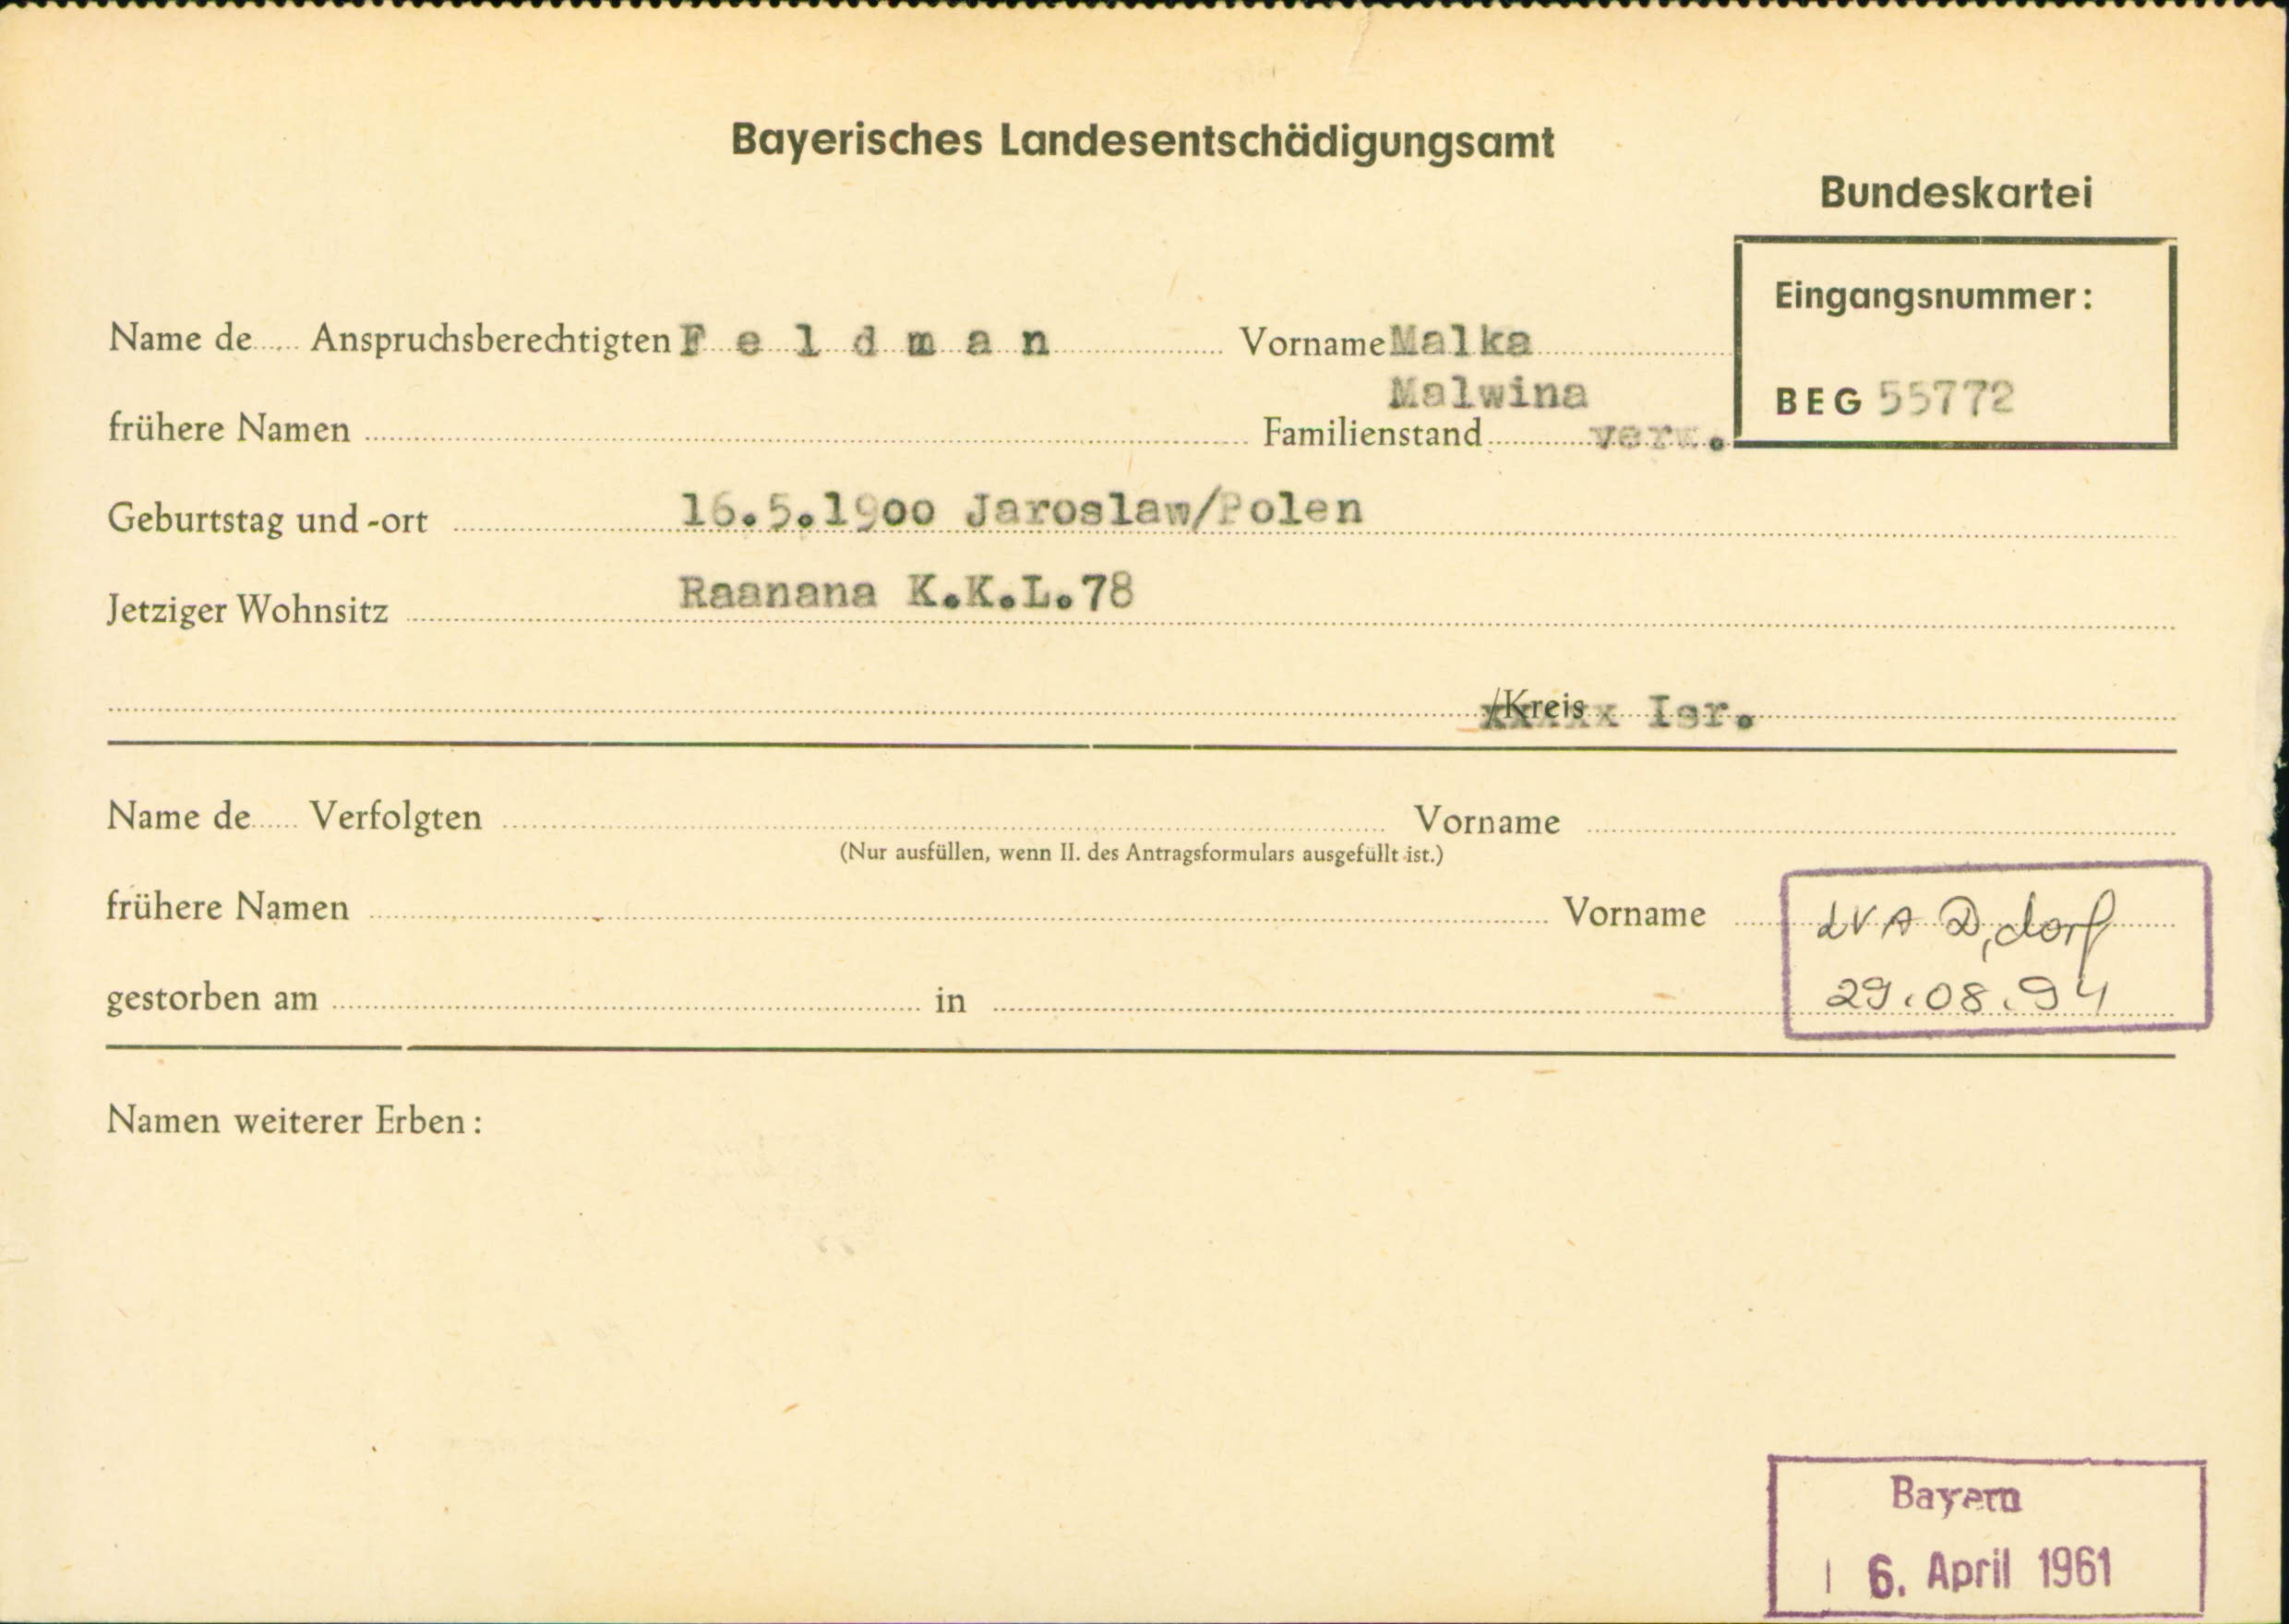 Bayerisches Landesentschädigungsamt
Bundeskartei
Eingangsnummer:
BEG 55772
Name de..... Anspruchsberechtigten F e l d m a n Vorname Malka
Malwina
frühere Namen Familienstand verw.
Geburtstag und -ort 16.5.1900 Jaroslaw/Polen
Jetziger Wohnsitz Raanana K.K.L.78
/Kreis Isr.
Name de..... Verfolgten Vorname
(Nur ausfüllen, wenn II. des Antragsformulars ausgefüllt ist.)
frühere Namen Vorname
LVA D,dorf
gestorben am in
29.08.94
Namen weiterer Erben:
Bayern
6. April 1961